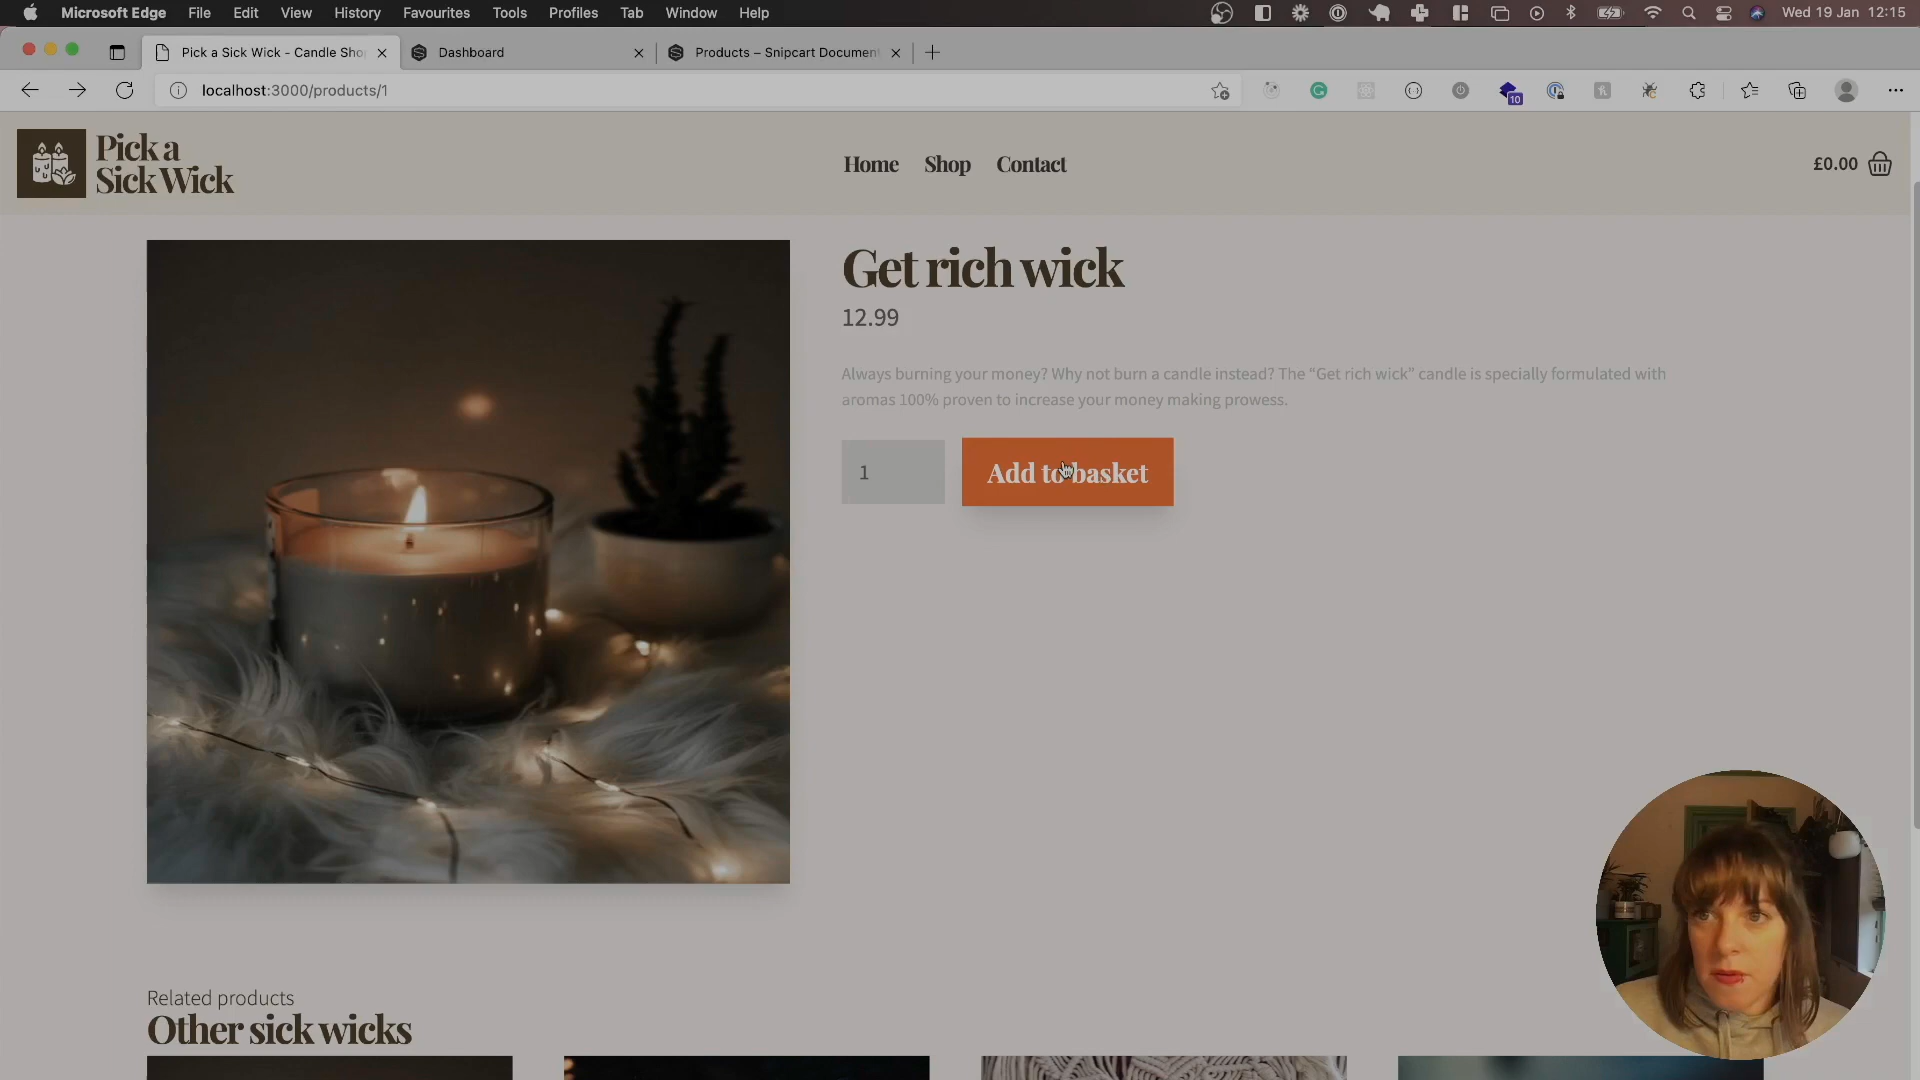 Microsoft Edge File Edit View History Favourites Tools Profiles Tab Window Help
Wed 19 Jan 12:15
Pick a Sick Wick - Candle Sho
Dashboard
Products – Snipcart Document
localhost:3000/products/1
10
Pick a
Sick Wick
Home Shop Contact
£0.00
Get rich wick
12.99
Always burning your money? Why not burn a candle instead? The “Get rich wick” candle is specially formulated with
aromas 100% proven to increase your money making prowess.
1
Add to basket
Related products
Other sick wicks